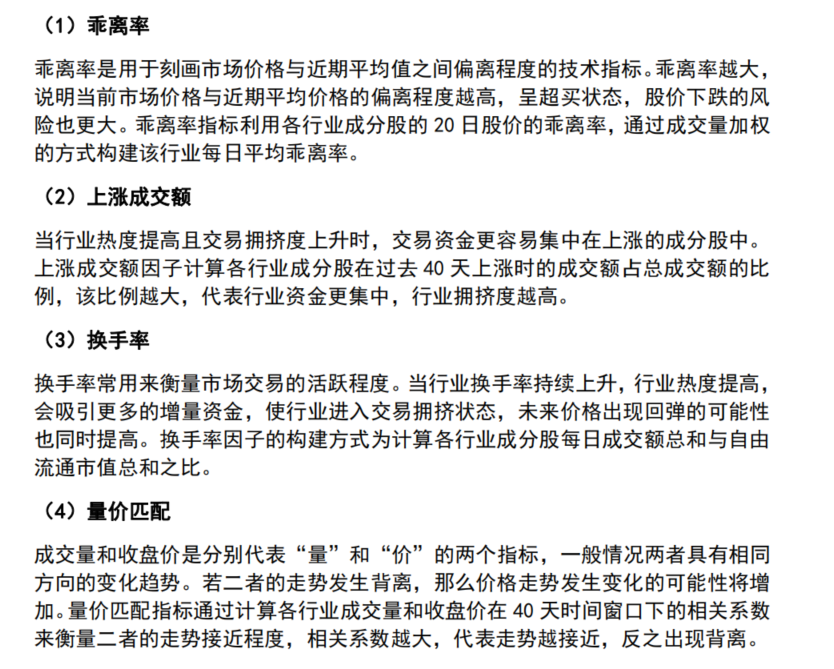 （1）乖离率
乖离率是用于刻画市场价格与近期平均值之间偏离程度的技术指标。乖离率越大，
说明当前市场价格与近期平均价格的偏离程度越高，呈超买状态，股价下跌的风
险也更大。乖离率指标利用各行业成分股的 20 日股价的乖离率，通过成交量加权
的方式构建该行业每日平均乖离率。
（2）上涨成交额
当行业热度提高且交易拥挤度上升时，交易资金更容易集中在上涨的成分股中。
上涨成交额因子计算各行业成分股在过去 40 天上涨时的成交额占总成交额的比
例，该比例越大，代表行业资金更集中，行业拥挤度越高。
（3）换手率
换手率常用来衡量市场交易的活跃程度。当行业换手率持续上升，行业热度提高，
会吸引更多的增量资金，使行业进入交易拥挤状态，未来价格出现回弹的可能性
也同时提高。换手率因子的构建方式为计算各行业成分股每日成交额总和与自由
流通市值总和之比。
（4）量价匹配
成交量和收盘价是分别代表“量”和“价”的两个指标，一般情况两者具有相同
方向的变化趋势。若二者的走势发生背离，那么价格走势发生变化的可能性将增
加。量价匹配指标通过计算各行业成交量和收盘价在 40 天时间窗口下的相关系数
来衡量二者的走势接近程度，相关系数越大，代表走势越接近，反之出现背离。